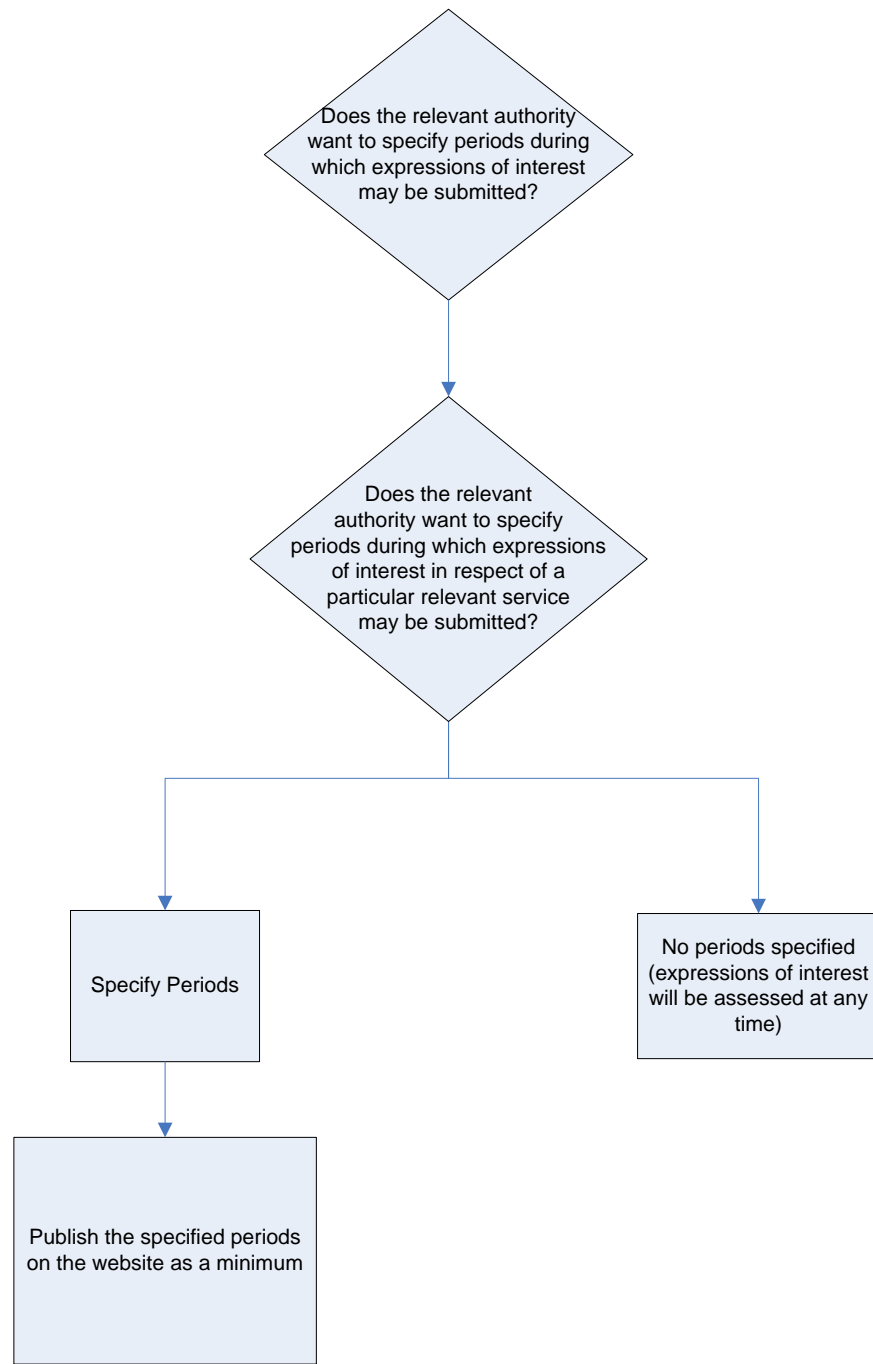 Does the relevant authority
want to specify periods during
which expressions of interest
may be submitted?
Does the relevant
authority want to specify
periods during which expressions
of interest in respect of a
particular relevant service
may be submitted?
Specify Periods
No periods specified
(expressions of interest
will be assessed at any
time)
Publish the specified periods
on the website as a minimum